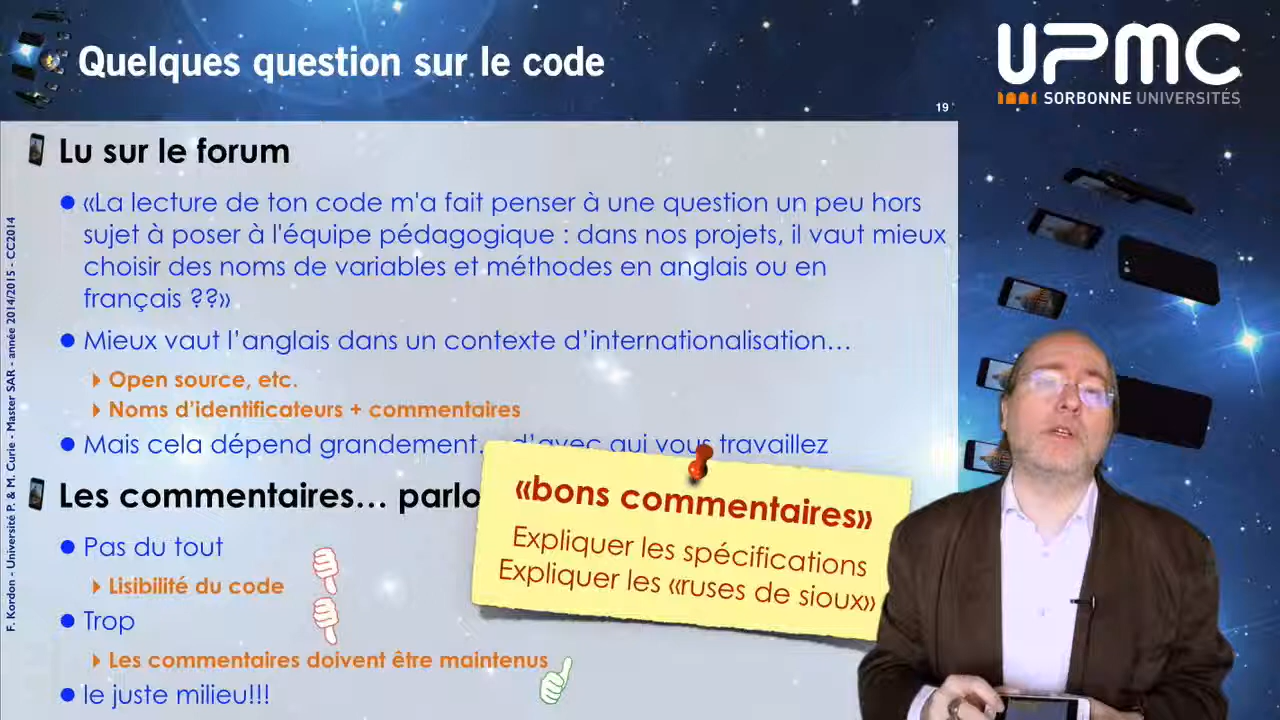 Quelques question sur le code
UPMC
SORBONNE UNIVERSITÉS
19
Lu sur le forum
«La lecture de ton code m'a fait penser à une question un peu hors
sujet à poser à l'équipe pédagogique : dans nos projets, il vaut mieux
choisir des noms de variables et méthodes en anglais ou en
français ??»
Mieux vaut l'anglais dans un contexte d'internationalisation…
Open source, etc.
Noms d'identificateurs + commentaires
Mais cela dépend grandement… d'avec qui vous travaillez
Les commentaires… parlo
Pas du tout
Lisibilité du code
Trop
Les commentaires doivent être maintenus
le juste milieu!!!
«bons commentaires»
Expliquer les spécifications
Expliquer les «ruses de sioux»
F. Kordon - Université P. & M. Curie - Master SAR - année 2014/2015 - CC2014